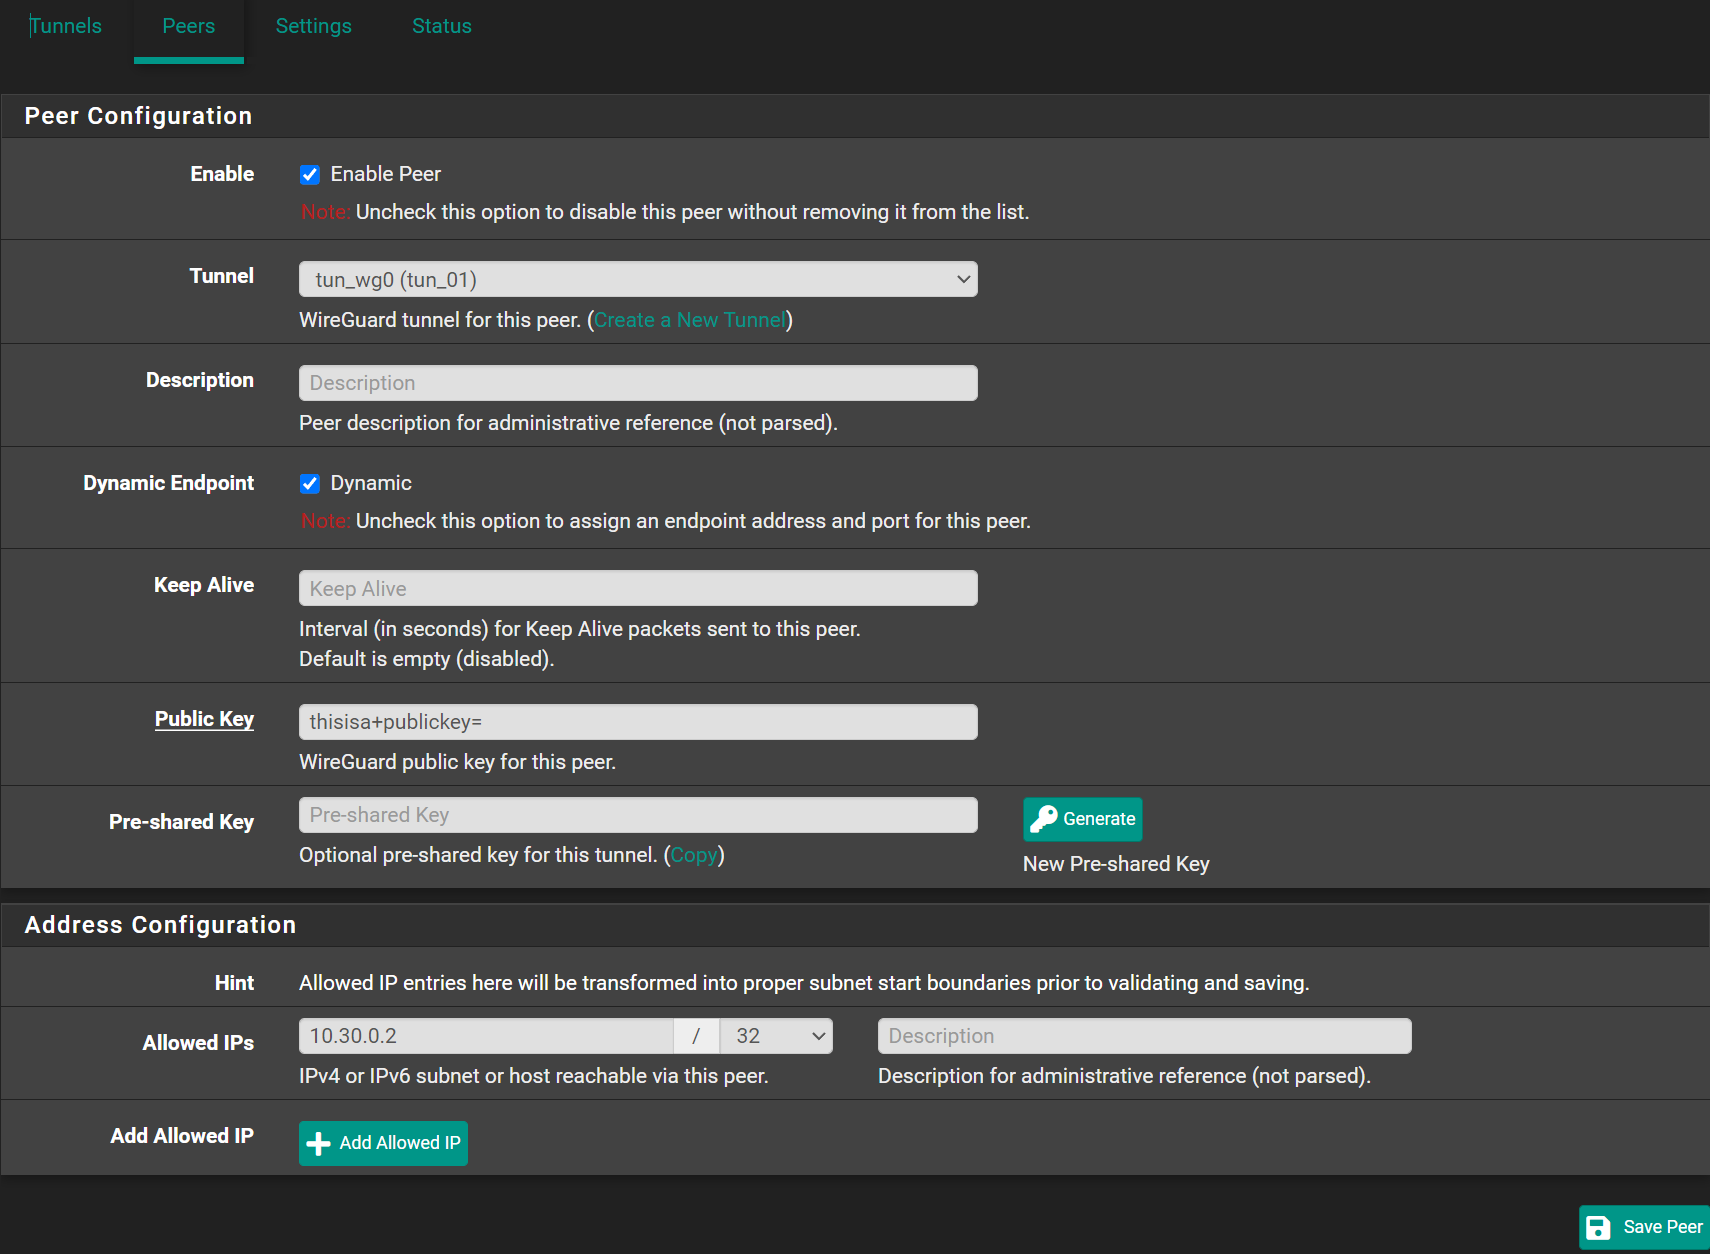 Tunnels Peers Settings Status
Peer Configuration
Enable Enable Peer
Note: Uncheck this option to disable this peer without removing it from the list.
Tunnel tun_wg0 (tun_01)
WireGuard tunnel for this peer. (Create a New Tunnel)
Description Description
Peer description for administrative reference (not parsed).
Dynamic Endpoint Dynamic
Note: Uncheck this option to assign an endpoint address and port for this peer.
Keep Alive Keep Alive
Interval (in seconds) for Keep Alive packets sent to this peer.
Default is empty (disabled).
Public Key thisisa+publickey=
WireGuard public key for this peer.
Pre-shared Key Pre-shared Key Generate
Optional pre-shared key for this tunnel. (Copy) New Pre-shared Key
Address Configuration
Hint Allowed IP entries here will be transformed into proper subnet start boundaries prior to validating and saving.
Allowed IPs 10.30.0.2 / 32 Description
IPv4 or IPv6 subnet or host reachable via this peer. Description for administrative reference (not parsed).
Add Allowed IP Add Allowed IP
Save Peer